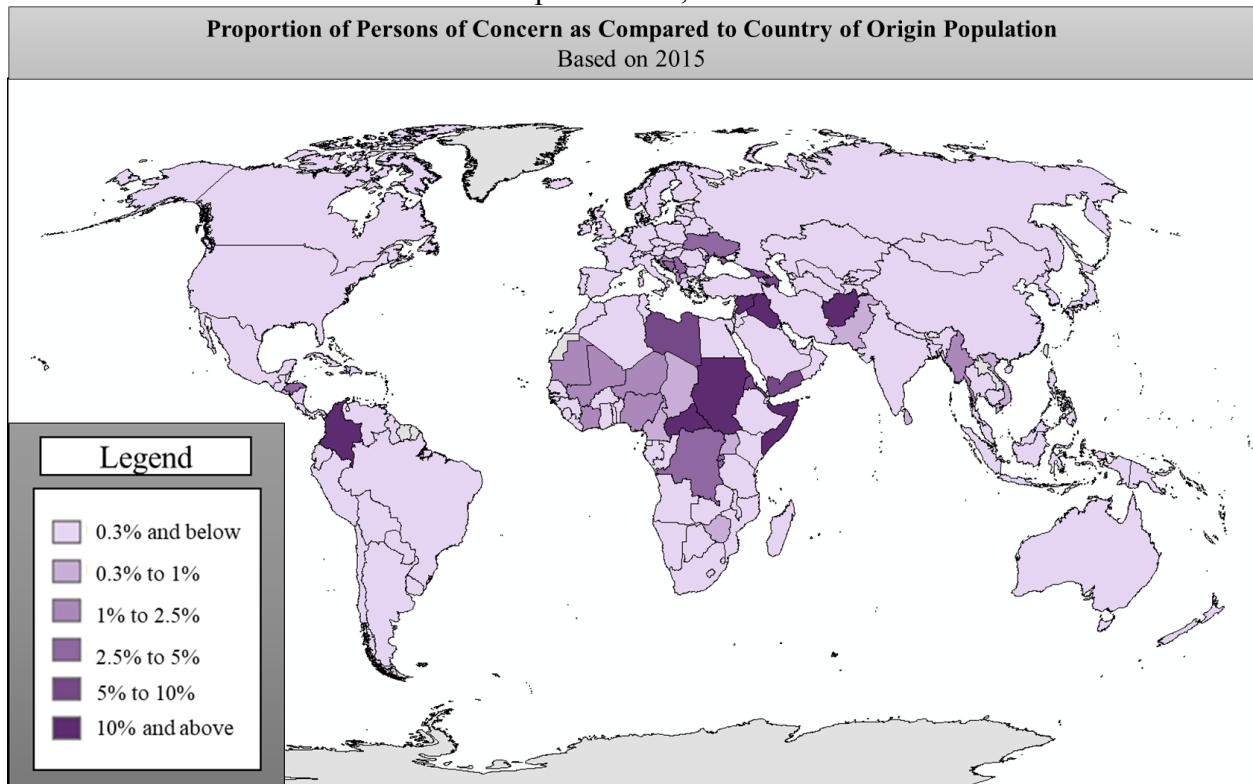 Proportion of Persons of Concern as Compared to Country of Origin Population
Based on 2015
Legend
0.3% and below
0.3% to 1%
1% to 2.5%
2.5% to 5%
5% to 10%
10% and above